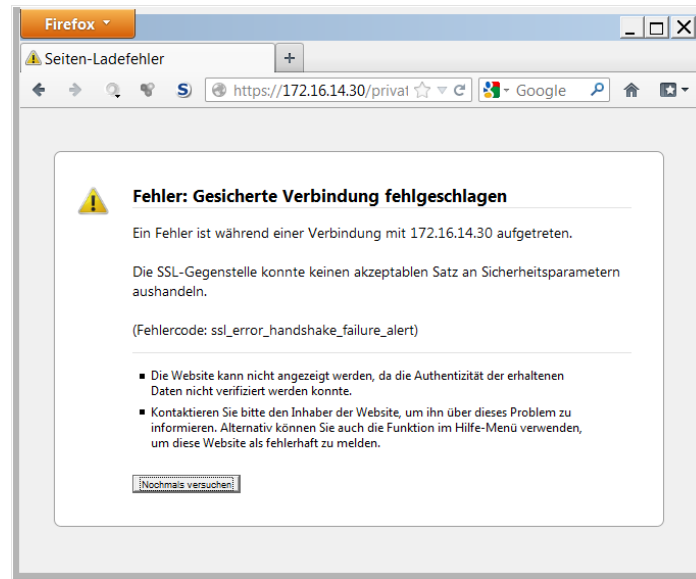 Firefox
Seiten-Ladefehler
https://172.16.14.30/privat
Google
Fehler: Gesicherte Verbindung fehlgeschlagen
Ein Fehler ist während einer Verbindung mit 172.16.14.30 aufgetreten.
Die SSL-Gegenstelle konnte keinen akzeptablen Satz an Sicherheitsparametern
aushandeln.
(Fehlercode: ssl_error_handshake_failure_alert)
Die Website kann nicht angezeigt werden, da die Authentizität der erhaltenen
Daten nicht verifiziert werden konnte.
Kontaktieren Sie bitte den Inhaber der Website, um ihn über dieses Problem zu
informieren. Alternativ können Sie auch die Funktion im Hilfe-Menü verwenden,
um diese Website als fehlerhaft zu melden.
Nochmals versuchen